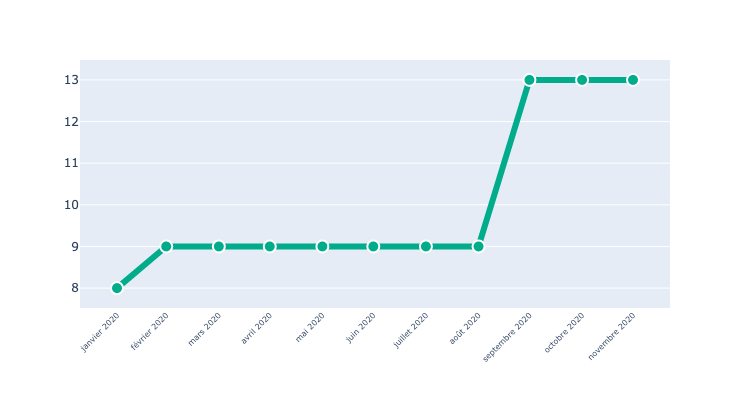 13
12
11
10
9
8
janvier 2020
février 2020
mars 2020
avril 2020
mai 2020
juin 2020
juillet 2020
août 2020
septembre 2020
octobre 2020
novembre 2020